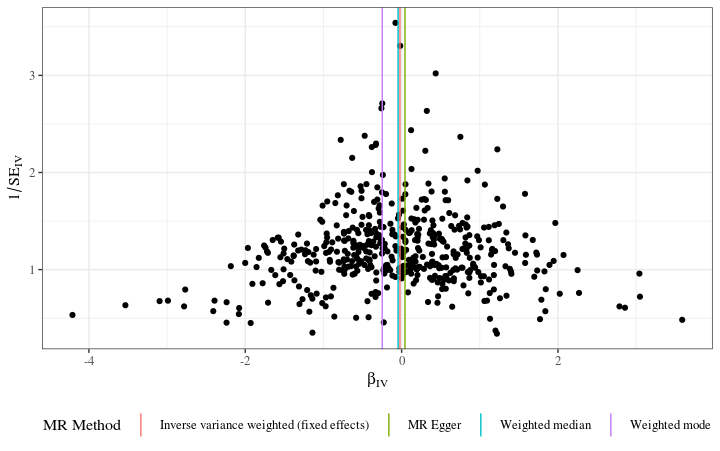 3
2
1
1/SE_IV
-4
-2
0
2
β_IV
MR Method
Inverse variance weighted (fixed effects)
MR Egger
Weighted median
Weighted mode